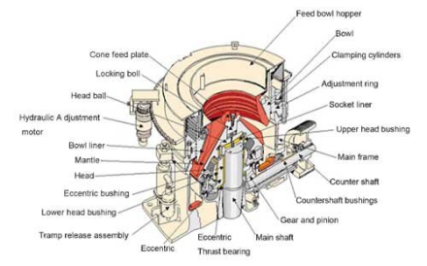 Feed bowl hopper
Cone feed plate
Bowl
Locking boll
Clamping cylinders
Head ball
Adjustment ring
Hydraulic A djustment
motor
Socket liner
Upper head bushing
Bowl liner
Mantle
Main frame
Head
Counter shaft
Eccentric bushing
Countershaft bushings
Lower head bushing
Gear and pinion
Tramp release assembly
Eccentric
Eccentric
Main shaft
Thrust bearing